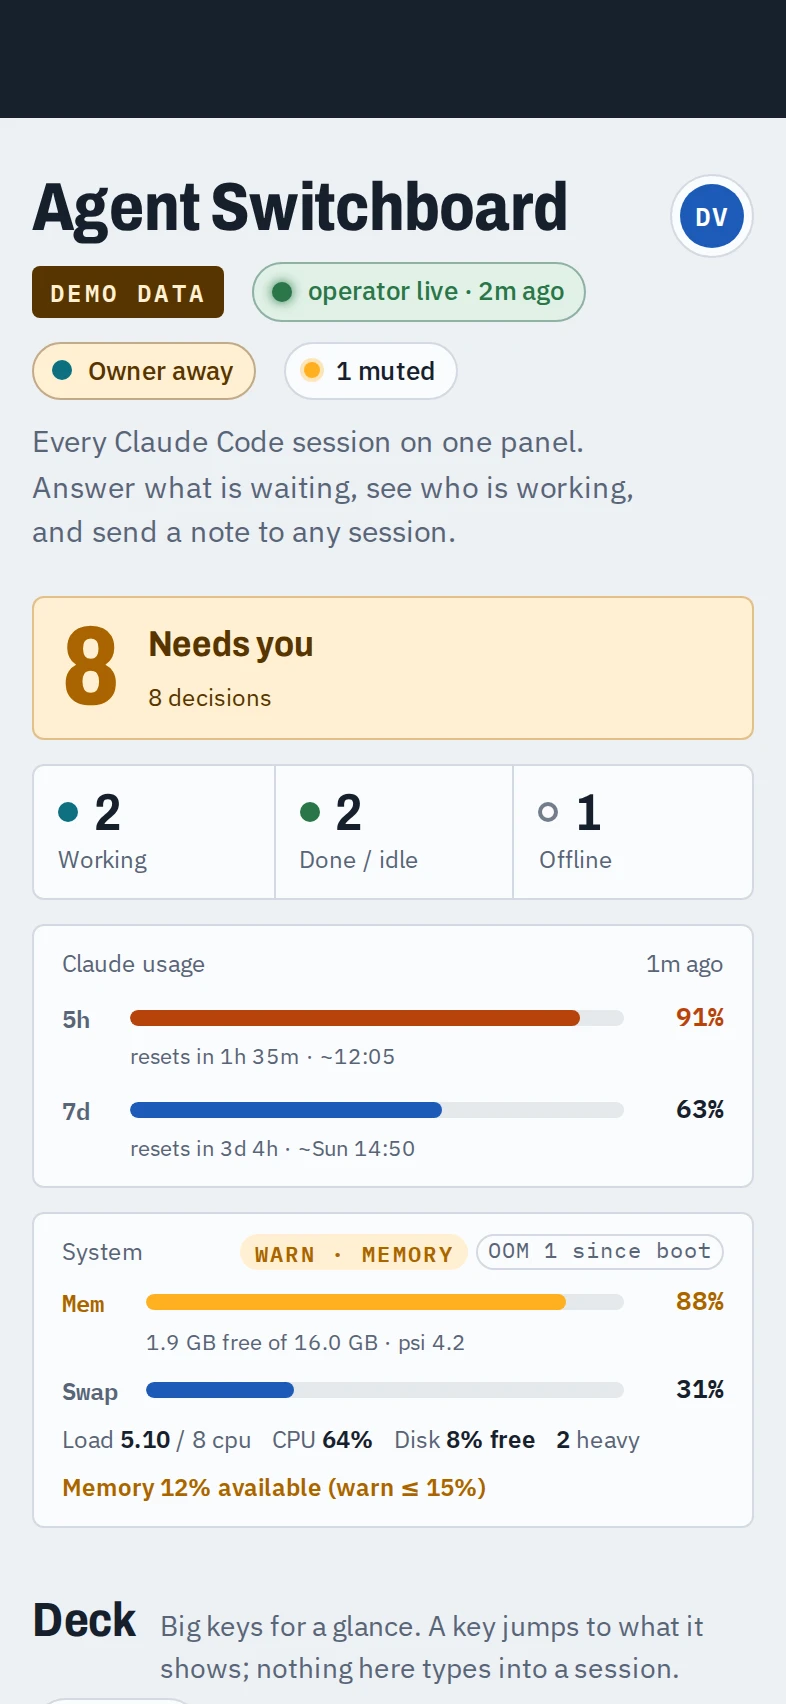 Agent Switchboard
DV
DEMO DATA
operator live · 2m ago
Owner away
1 muted
Every Claude Code session on one panel.
Answer what is waiting, see who is working,
and send a note to any session.
8
Needs you
8 decisions
2
Working
2
Done / idle
1
Offline
Claude usage
1m ago
5h
91%
resets in 1h 35m · ~12:05
7d
63%
resets in 3d 4h · ~Sun 14:50
System
WARN · MEMORY
OOM 1 since boot
Mem
88%
1.9 GB free of 16.0 GB · psi 4.2
Swap
31%
Load 5.10 / 8 cpu CPU 64% Disk 8% free 2 heavy
Memory 12% available (warn ≤ 15%)
Deck
Big keys for a glance. A key jumps to what it
shows; nothing here types into a session.